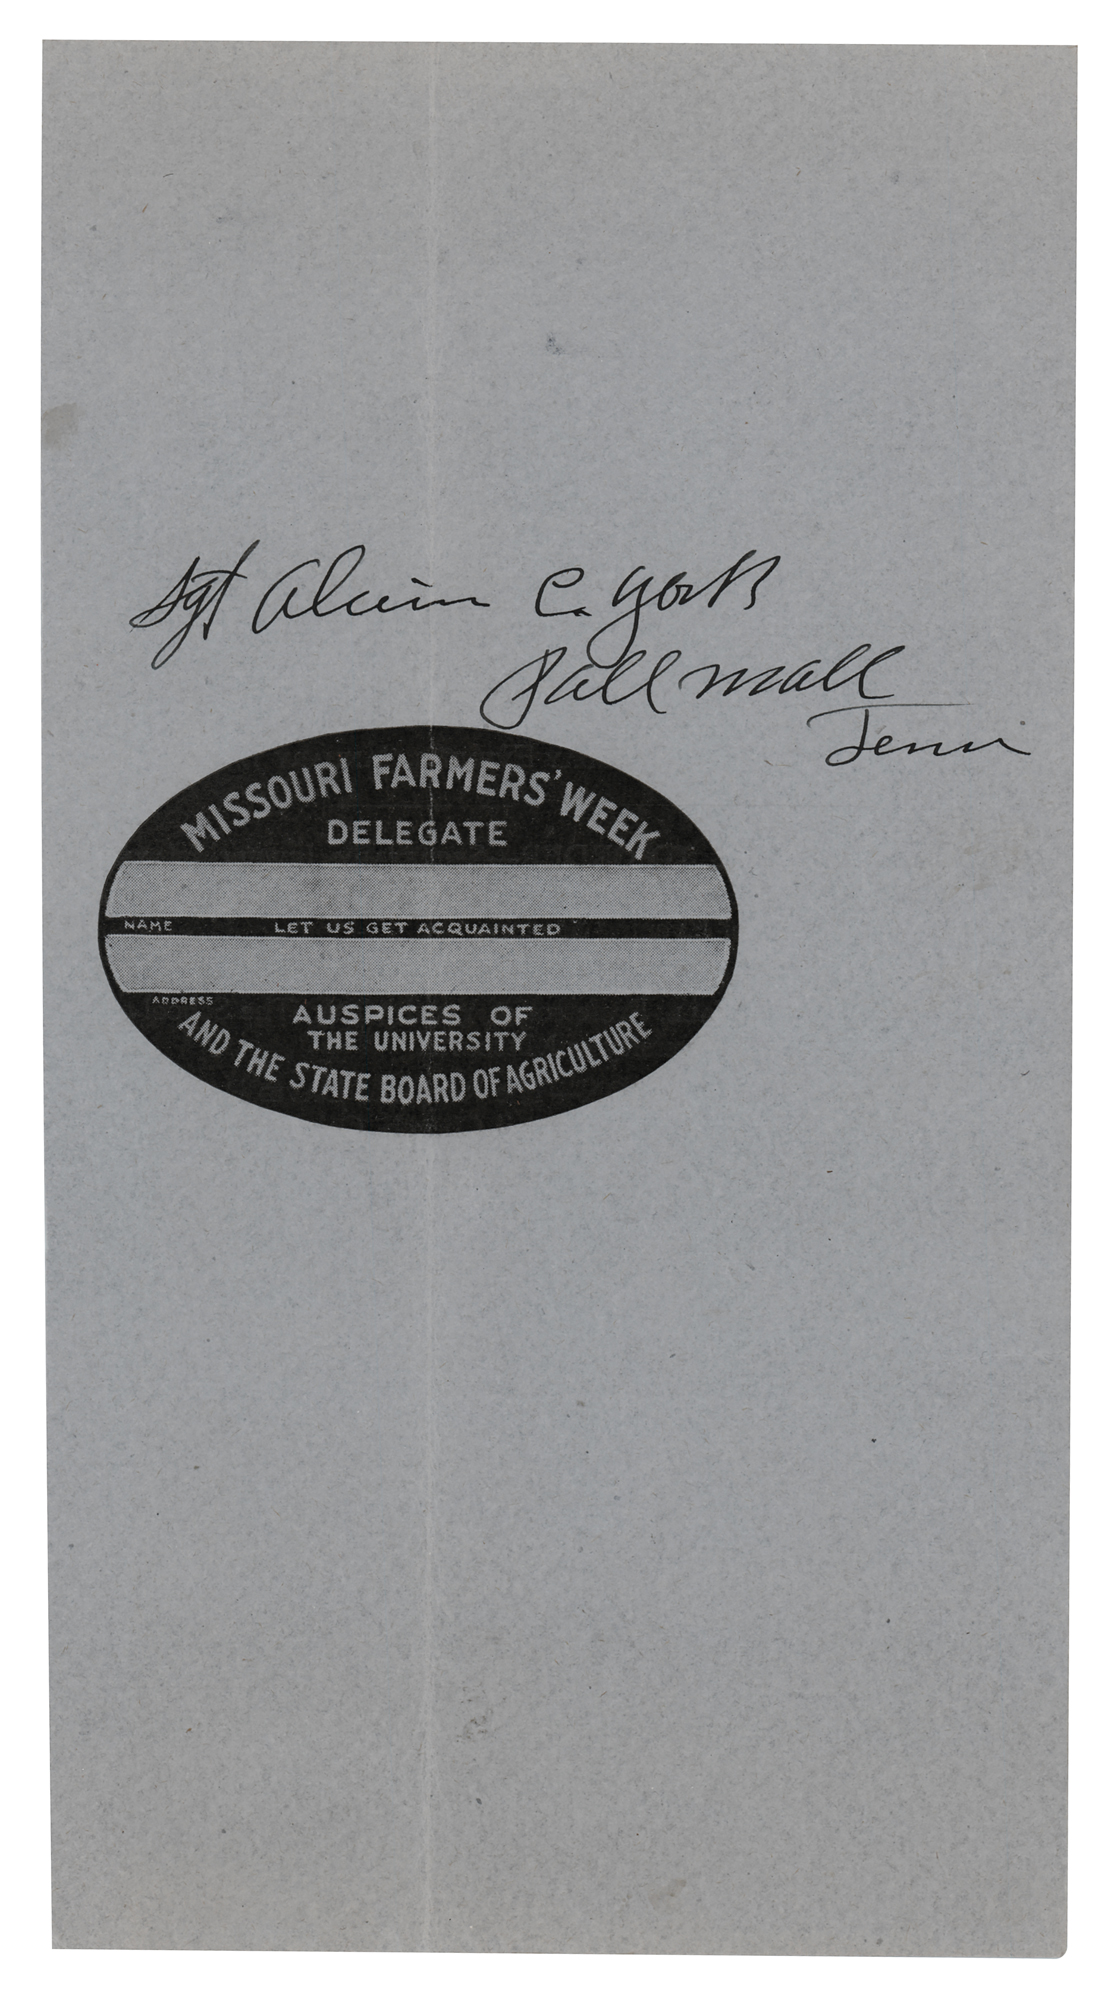 Sgt Alvin C. York
Pall mall
Tenn
MISSOURI FARMERS' WEEK
DELEGATE
NAME LET US GET ACQUAINTED
ADDRESS
AUSPICES OF
THE UNIVERSITY
AND THE STATE BOARD OF AGRICULTURE